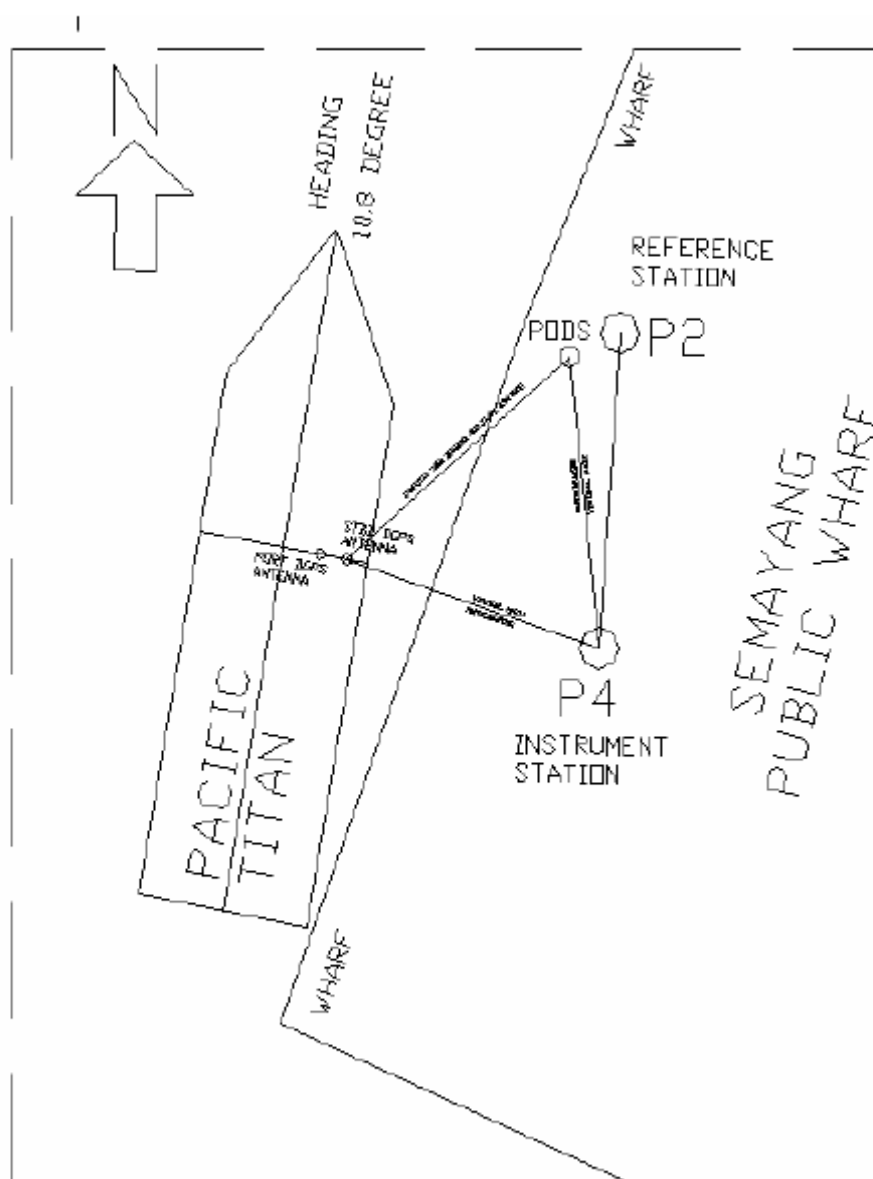 N
HEADING
10.8 DEGREE
WHARF
REFERENCE
STATION
PODS
P2
STBD DGPS
ANTENNA
PORT DGPS
ANTENNA
SEMAYANG
PUBLIC WHARF
P4
INSTRUMENT
STATION
PACIFIC
TITAN
WHARF